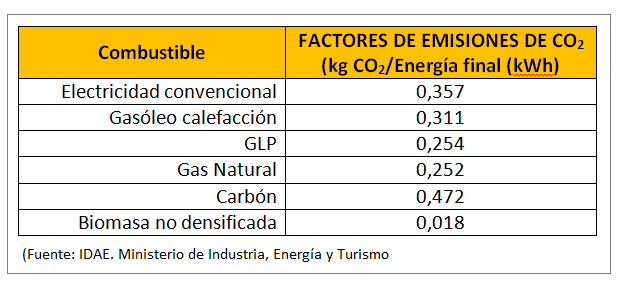 Combustible
FACTORES DE EMISIONES DE CO₂
(kg CO₂/Energía final (kWh)
Electricidad convencional 0,357
Gasóleo calefacción 0,311
GLP 0,254
Gas Natural 0,252
Carbón 0,472
Biomasa no densificada 0,018
(Fuente: IDAE. Ministerio de Industria, Energía y Turismo